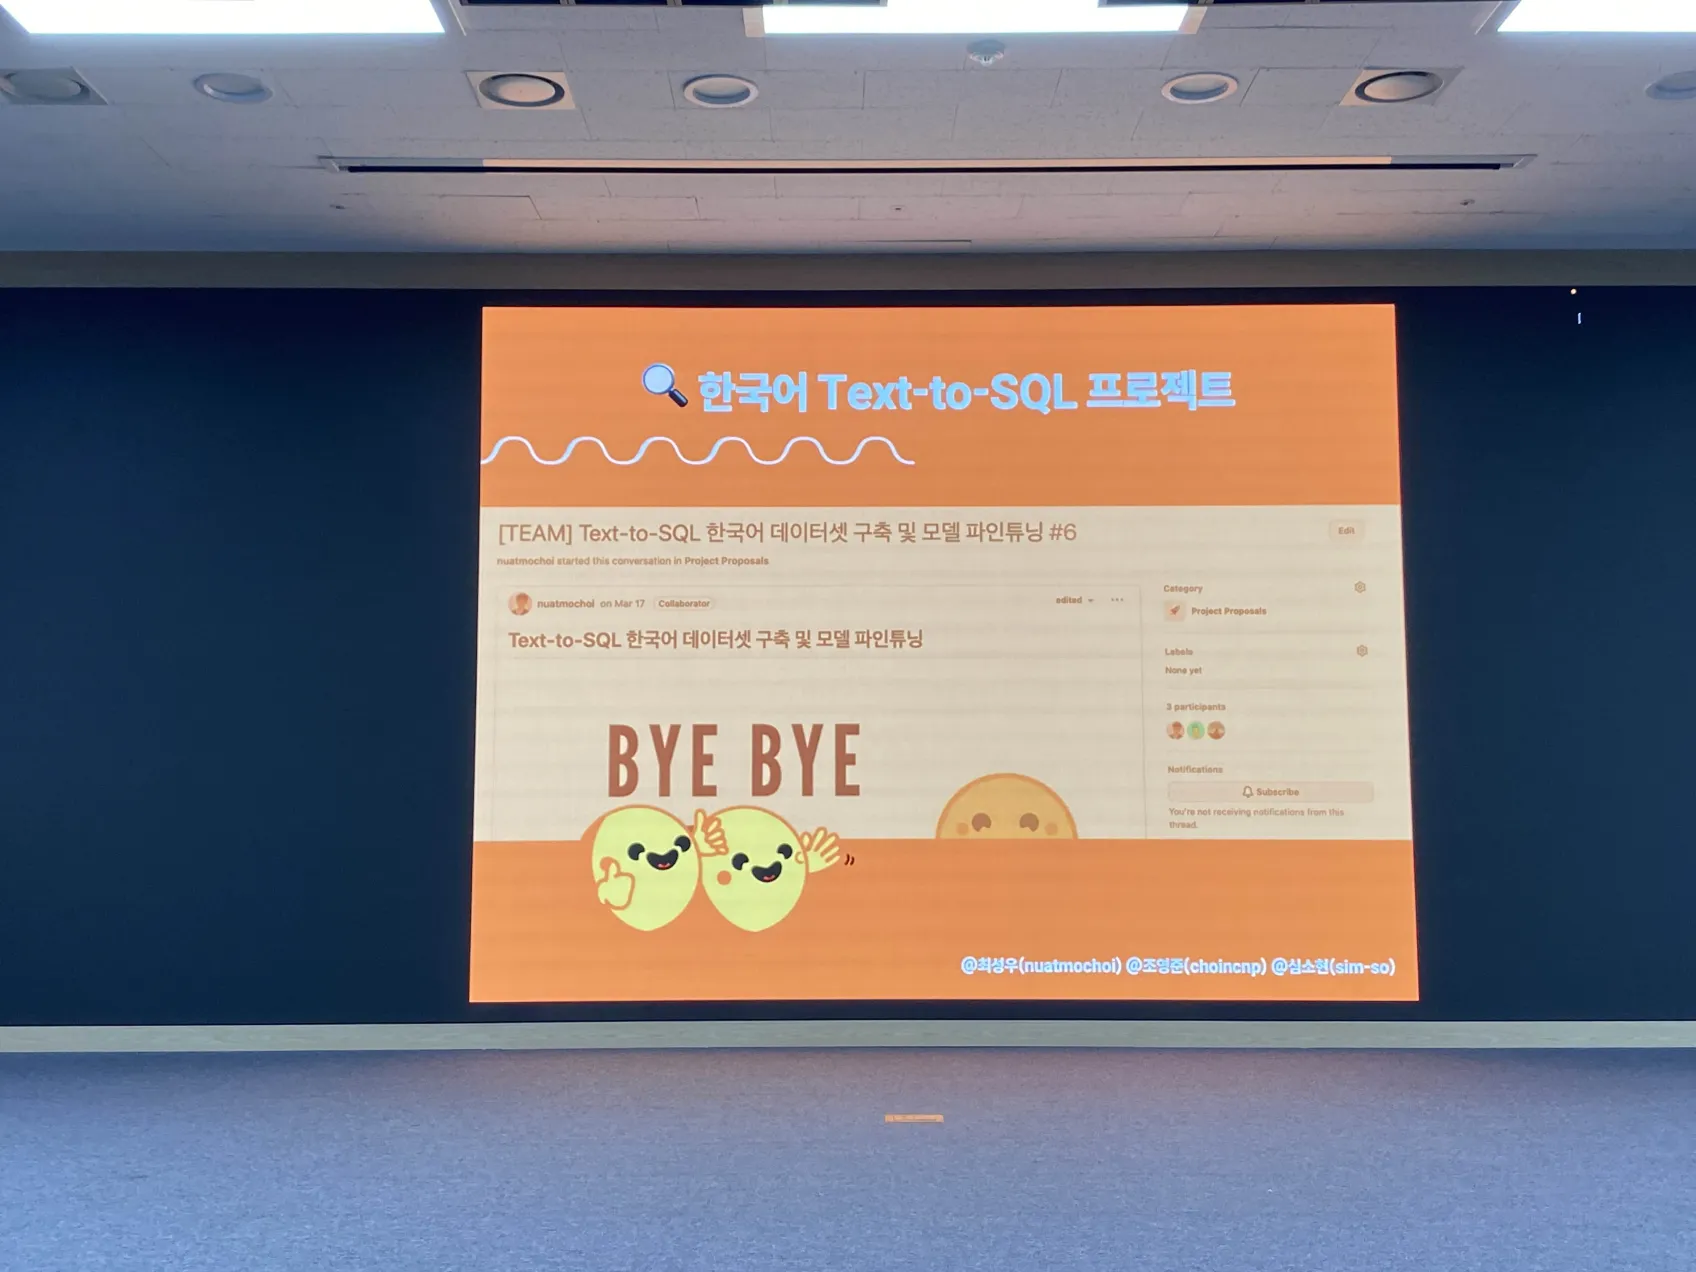 한국어 Text-to-SQL 프로젝트
[TEAM] Text-to-SQL 한국어 데이터셋 구축 및 모델 파인튜닝 #6
Edit
nuatmochoi started this conversation in Project Proposals
nuatmochoi on Mar 17 Collaborator
edited
Text-to-SQL 한국어 데이터셋 구축 및 모델 파인튜닝
Category
Project Proposals
Labels
None yet
3 participants
Notifications
Subscribe
You're not receiving notifications from this
thread.
BYE BYE
@최성우(nuatmochoi) @조영준(choincnp) @심소현(sim-so)